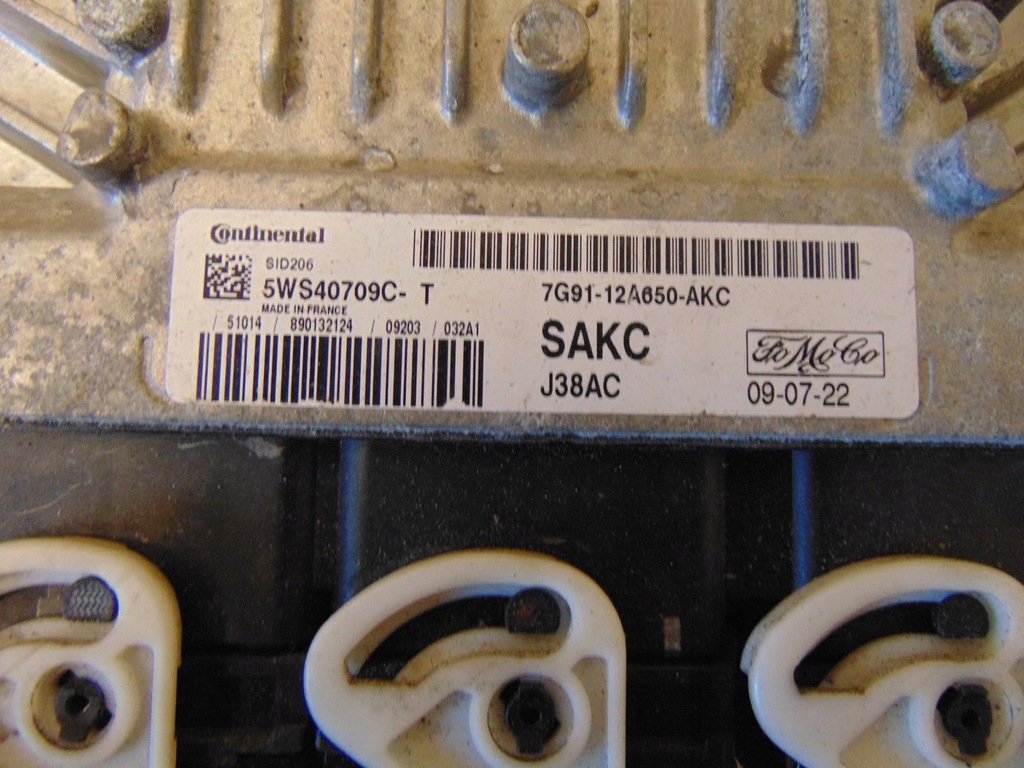 Continental
SID206
5WS40709C- T
MADE IN FRANCE
/ 51014 / 890132124 / 09203 / 032A1
7G91-12A650-AKC
SAKC
J38AC
FoMoCo
09-07-22